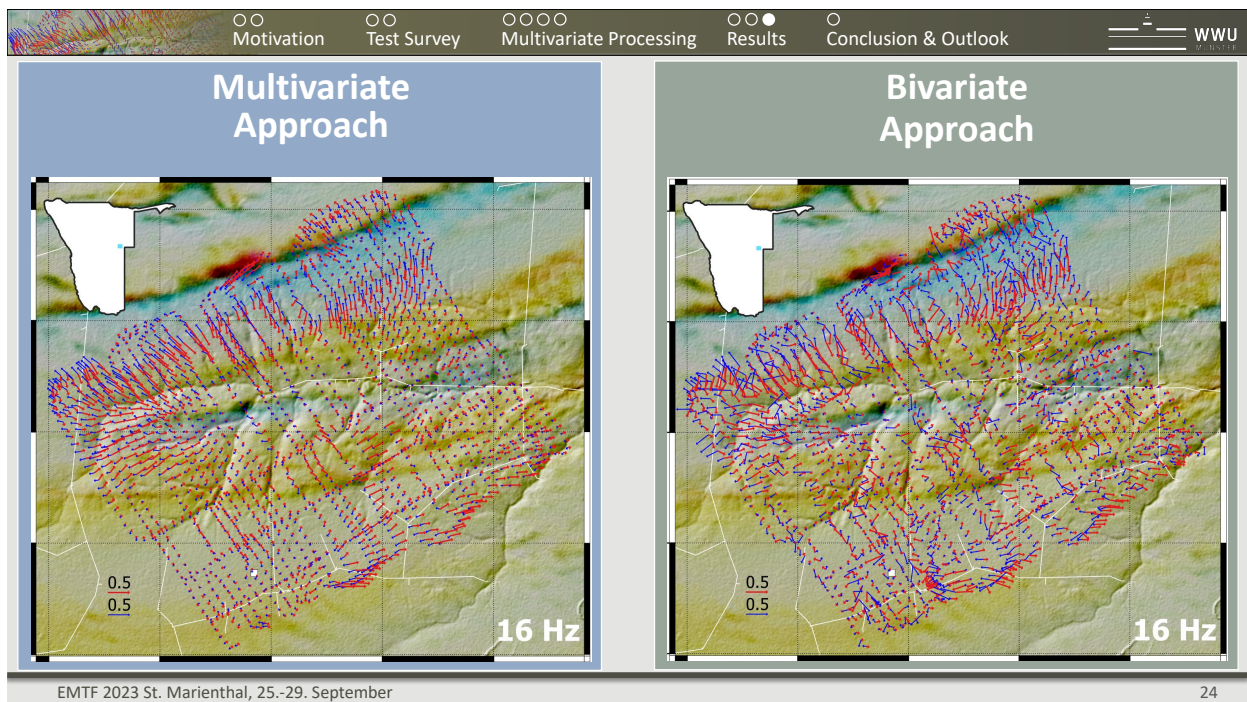 Motivation
Test Survey
Multivariate Processing
Results
Conclusion & Outlook
WWU
MÜNSTER
Multivariate
Approach
0.5
0.5
16 Hz
Bivariate
Approach
0.5
0.5
16 Hz
EMTF 2023 St. Marienthal, 25.-29. September
24